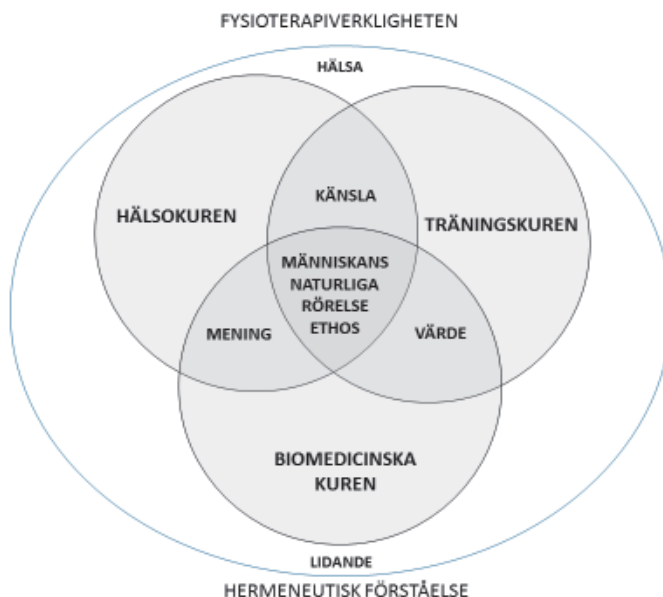 FYSIOTERAPIVERKLIGHETEN
HÄLSA
KÄNSLA
HÄLSOKUREN
TRÄNINGSKUREN
MÄNNISKANS
NATURLIGA
RÖRELSE
ETHOS
MENING
VÄRDE
BIOMEDICINSKA
KUREN
LIDANDE
HERMENEUTISK FÖRSTÅELSE